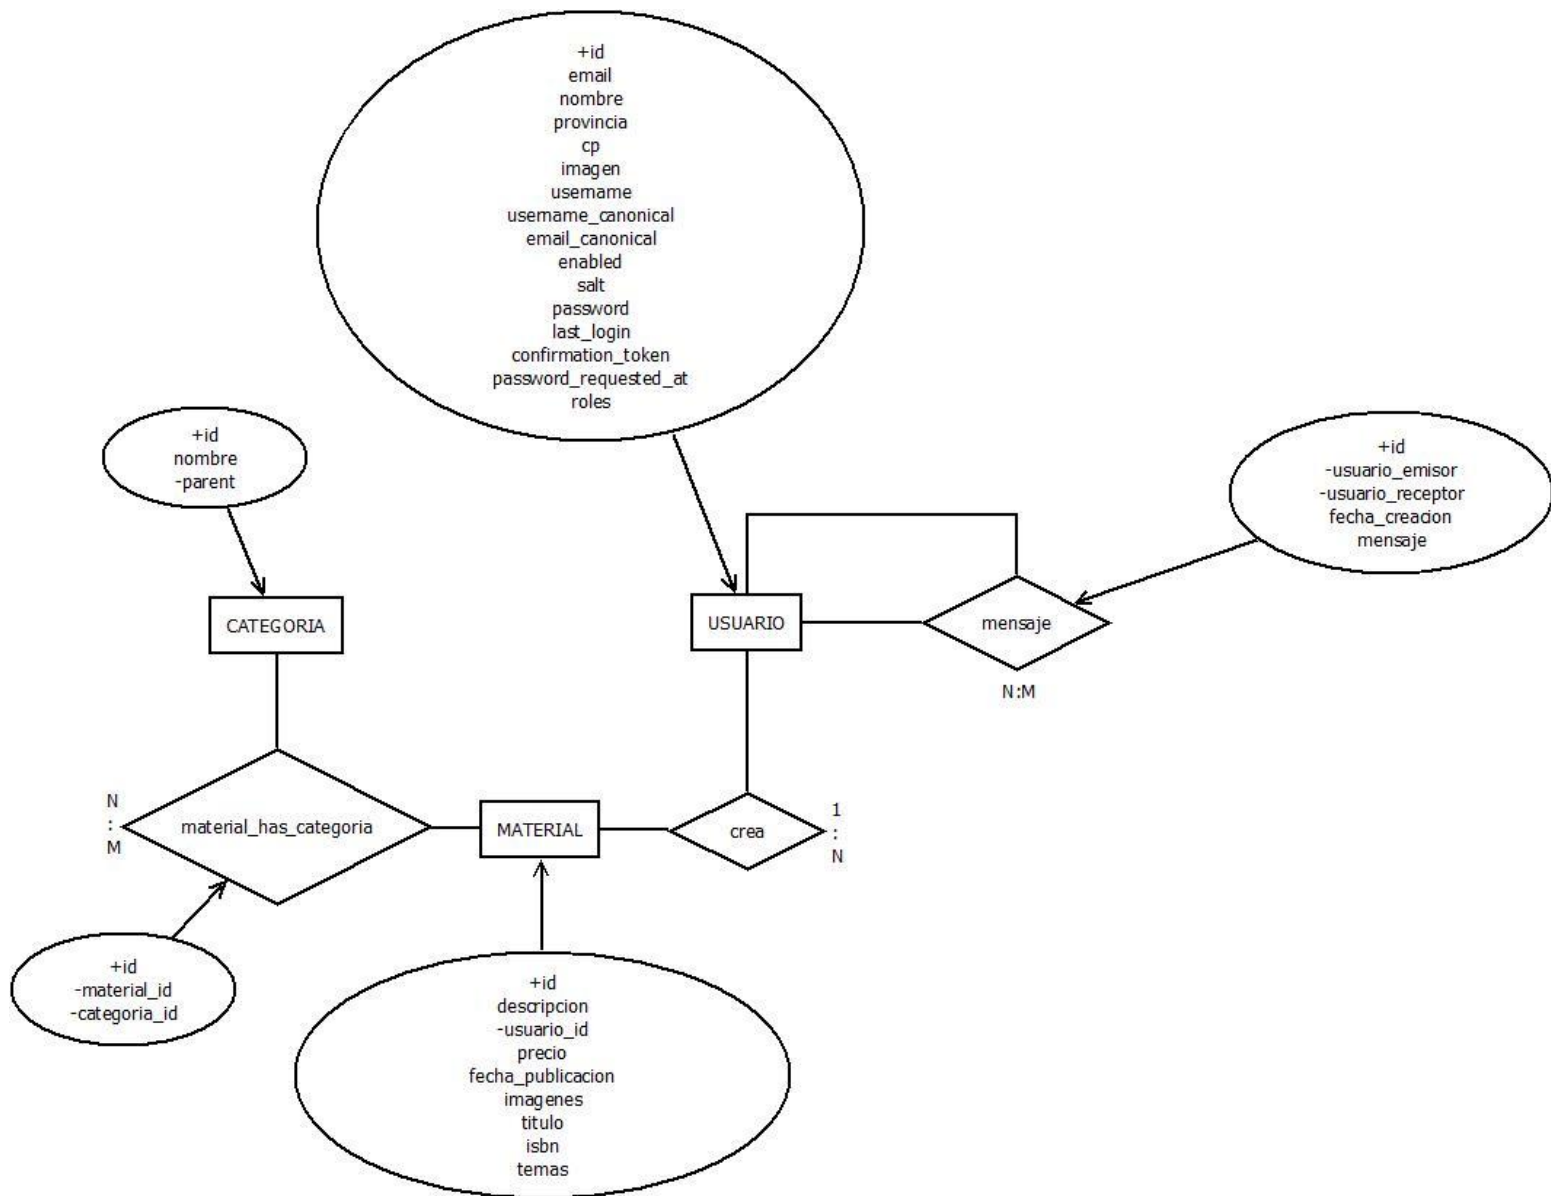 +id
email
nombre
provincia
cp
imagen
username
username_canonical
email_canonical
enabled
salt
password
last_login
confirmation_token
password_requested_at
roles
+id
nombre
-parent
+id
-usuario_emisor
-usuario_receptor
fecha_creacion
mensaje
CATEGORIA
USUARIO
mensaje
N:M
N
:
M
material_has_categoria
MATERIAL
crea
1
:
N
+id
-material_id
-categoria_id
+id
descripcion
-usuario_id
precio
fecha_publicacion
imagenes
titulo
isbn
temas